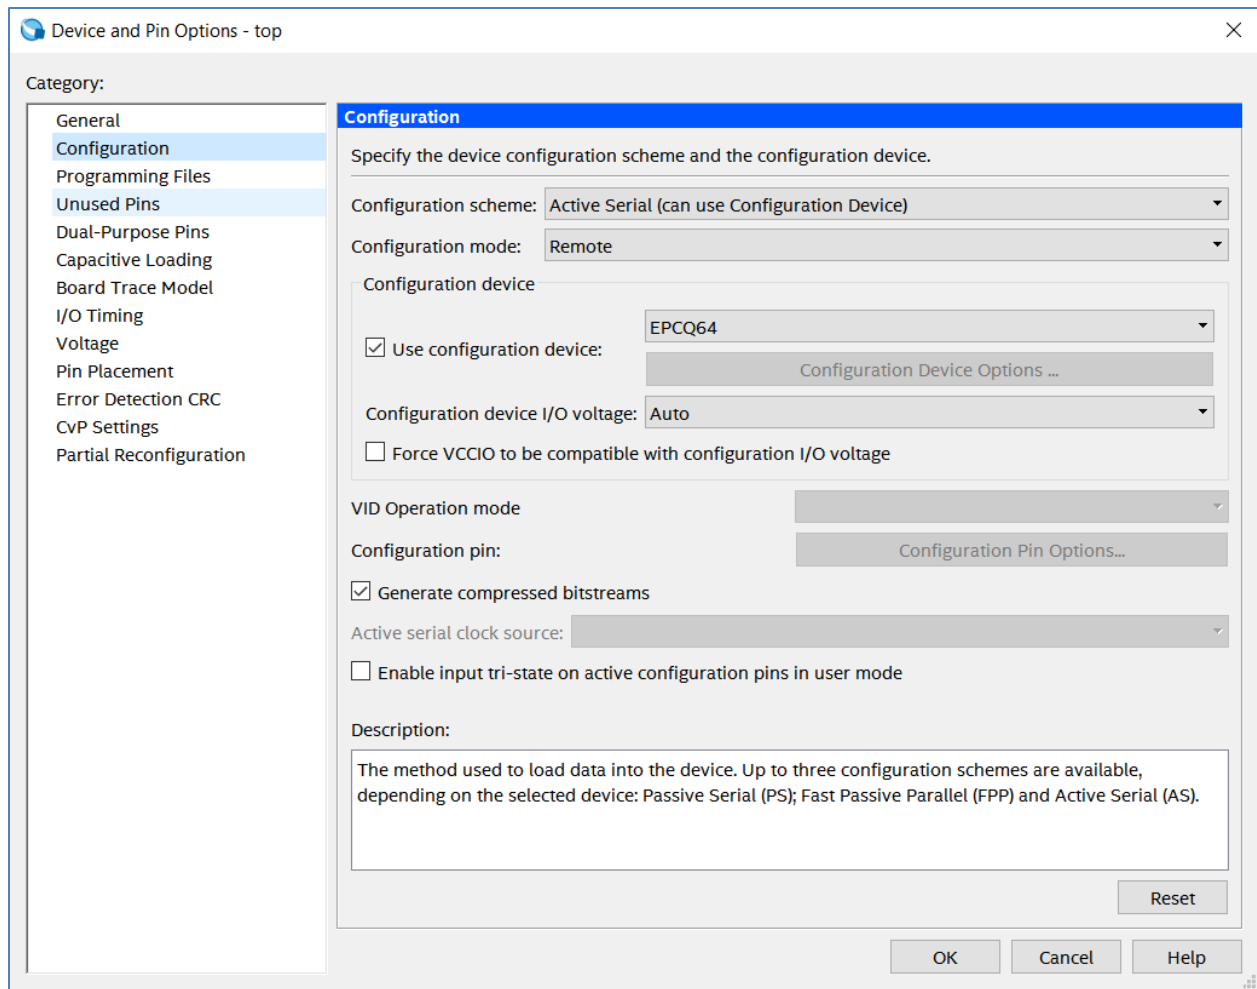 Device and Pin Options - top
Category:
General
Configuration
Programming Files
Unused Pins
Dual-Purpose Pins
Capacitive Loading
Board Trace Model
I/O Timing
Voltage
Pin Placement
Error Detection CRC
CvP Settings
Partial Reconfiguration
Configuration
Specify the device configuration scheme and the configuration device.
Configuration scheme: Active Serial (can use Configuration Device)
Configuration mode: Remote
Configuration device
Use configuration device: EPCQ64
Configuration Device Options ...
Configuration device I/O voltage: Auto
Force VCCIO to be compatible with configuration I/O voltage
VID Operation mode
Configuration pin: Configuration Pin Options...
Generate compressed bitstreams
Active serial clock source:
Enable input tri-state on active configuration pins in user mode
Description:
The method used to load data into the device. Up to three configuration schemes are available,
depending on the selected device: Passive Serial (PS); Fast Passive Parallel (FPP) and Active Serial (AS).
Reset
OK Cancel Help